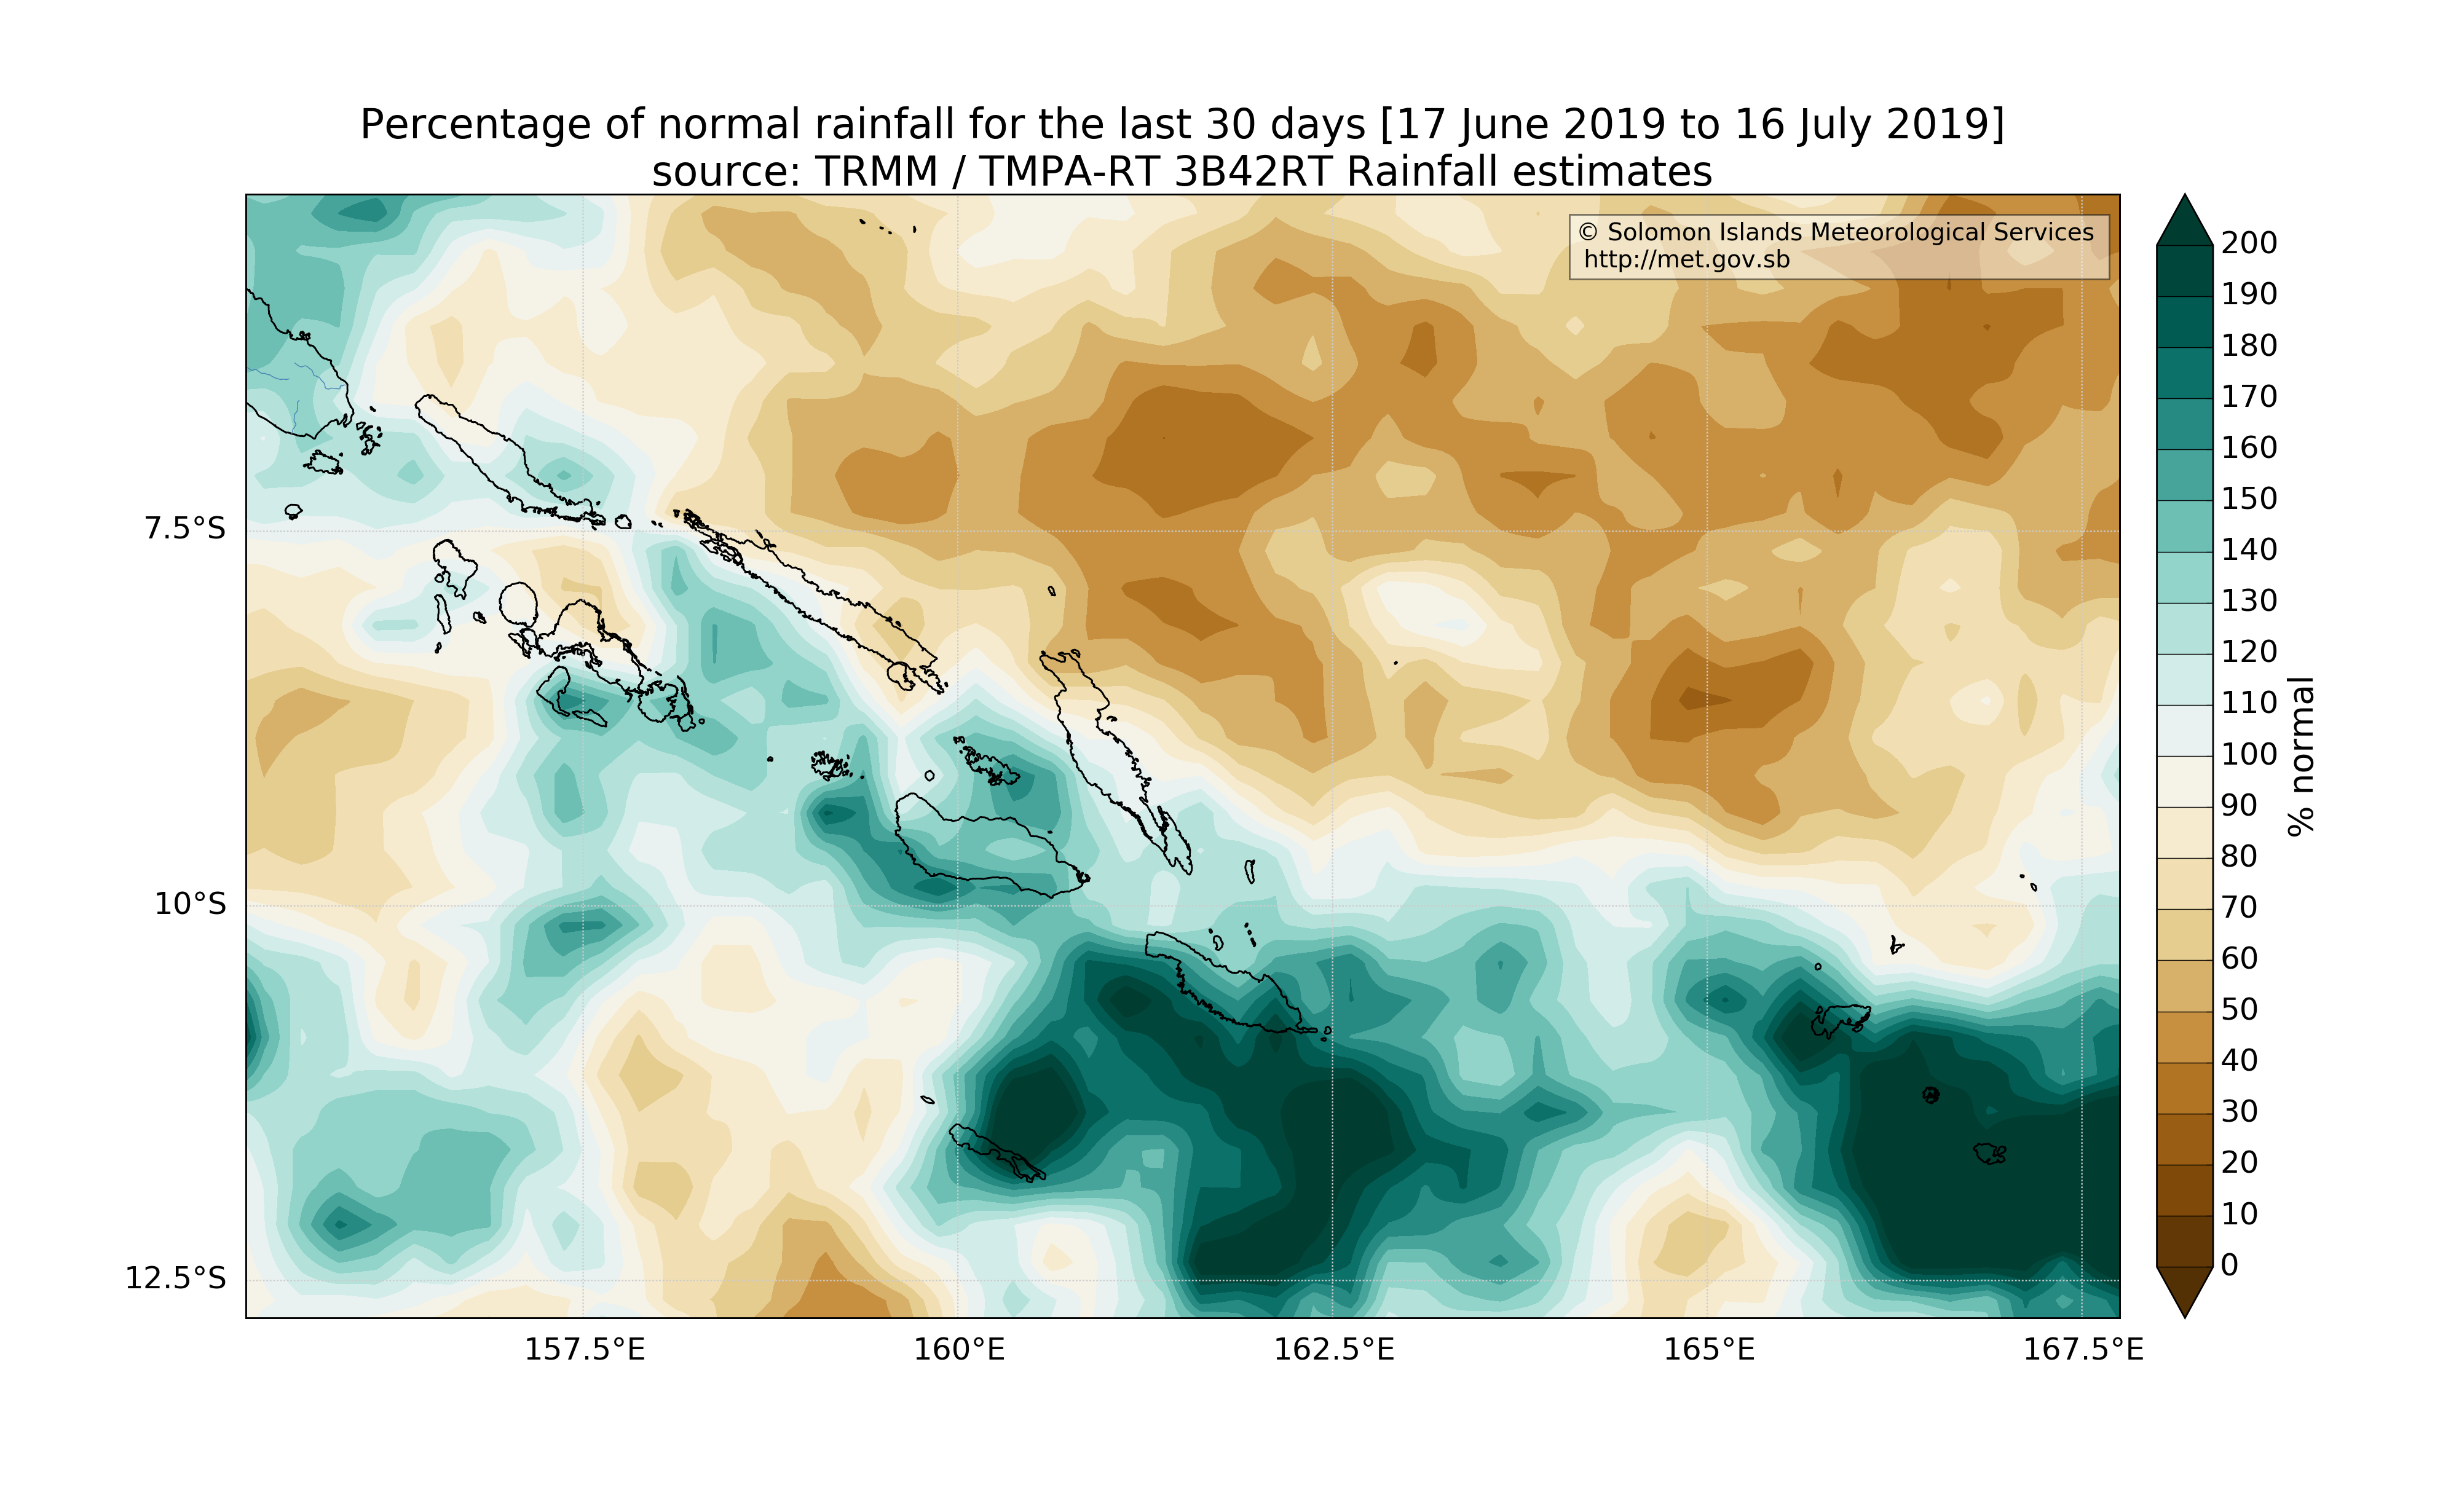 Percentage of normal rainfall for the last 30 days [17 June 2019 to 16 July 2019]
source: TRMM / TMPA-RT 3B42RT Rainfall estimates
© Solomon Islands Meteorological Services
http://met.gov.sb
7.5°S
10°S
12.5°S
157.5°E
160°E
162.5°E
165°E
167.5°E
200
190
180
170
160
150
140
130
120
110
100
90
80
70
60
50
40
30
20
10
0
% normal